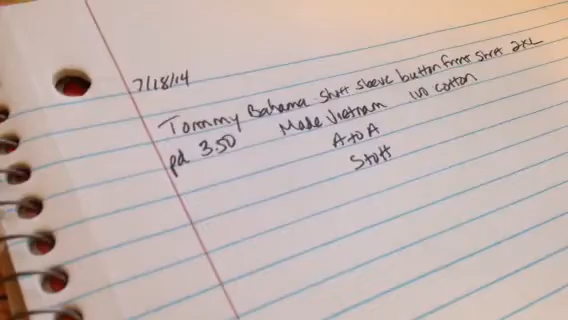 7/18/14
Tommy Bahama short sleeve button front shirt 2XL
pd 3.50 Made Vietnam 100 cotton
A to A
S to H